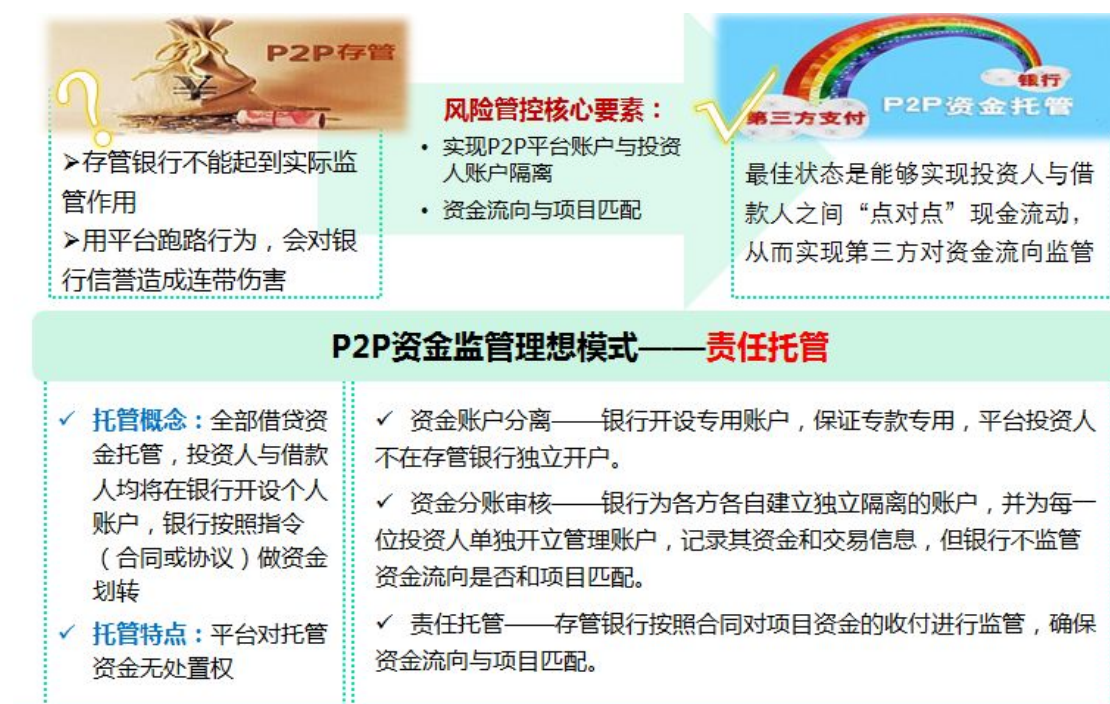 P2P存管
?
➢存管银行不能起到实际监
管作用
➢用平台跑路行为，会对银
行信誉造成连带伤害
风险管控核心要素：
• 实现P2P平台账户与投资
人账户隔离
• 资金流向与项目匹配
银行
第三方支付
P2P资金托管
最佳状态是能够实现投资人与借
款人之间“点对点”现金流动，
从而实现第三方对资金流向监管
P2P资金监管理想模式——责任托管
✓ 托管概念：全部借贷资
金托管，投资人与借款
人均将在银行开设个人
账户，银行按照指令
（合同或协议）做资金
划转
✓ 托管特点：平台对托管
资金无处置权
✓ 资金账户分离——银行开设专用账户，保证专款专用，平台投资人
不在存管银行独立开户。
✓ 资金分账审核——银行为各方各自建立独立隔离的账户，并为每一
位投资人单独开立管理账户，记录其资金和交易信息，但银行不监管
资金流向是否和项目匹配。
✓ 责任托管——存管银行按照合同对项目资金的收付进行监管，确保
资金流向与项目匹配。